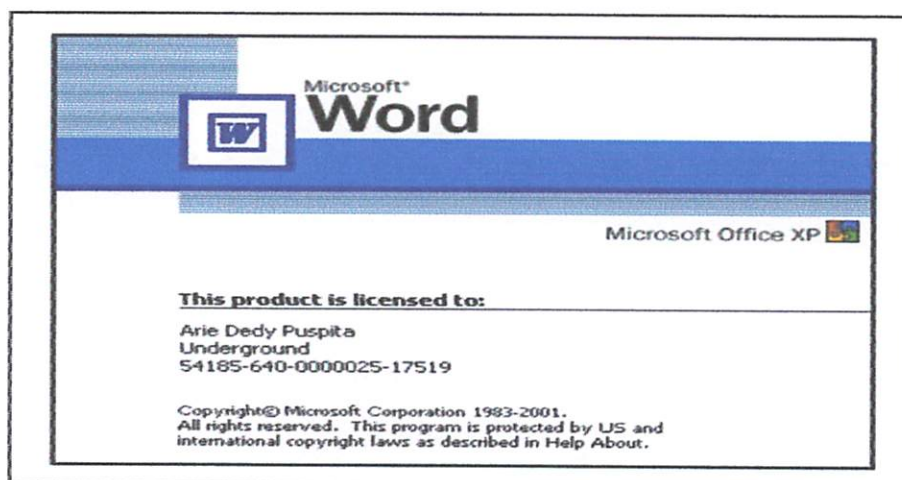 Microsoft®
Word
Microsoft Office XP
This product is licensed to:
Arie Dedy Puspita
Underground
54185-640-0000025-17519
Copyright© Microsoft Corporation 1983-2001.
All rights reserved. This program is protected by US and
international copyright laws as described in Help About.